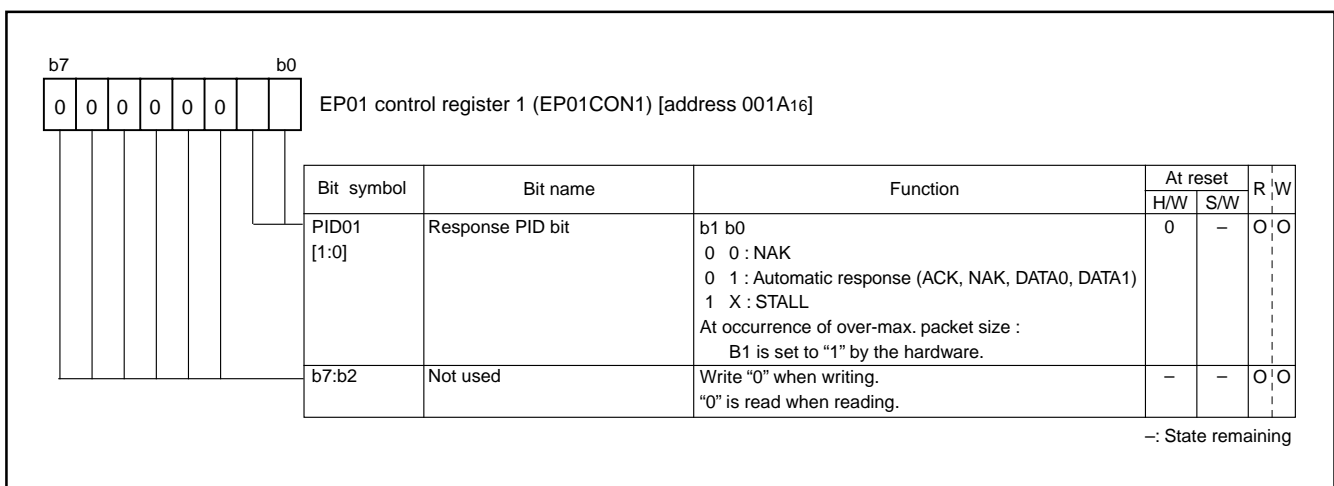 b7 b0
0 0 0 0 0 0
EP01 control register 1 (EP01CON1) [address 001A16]
Bit symbol Bit name Function At reset R W
H/W S/W
PID01 Response PID bit b1 b0 0 – O O
[1:0] 0 0 : NAK
0 1 : Automatic response (ACK, NAK, DATA0, DATA1)
1 X : STALL
At occurrence of over-max. packet size :
B1 is set to “1” by the hardware.
b7:b2 Not used Write “0” when writing. – – O O
“0” is read when reading.
–: State remaining